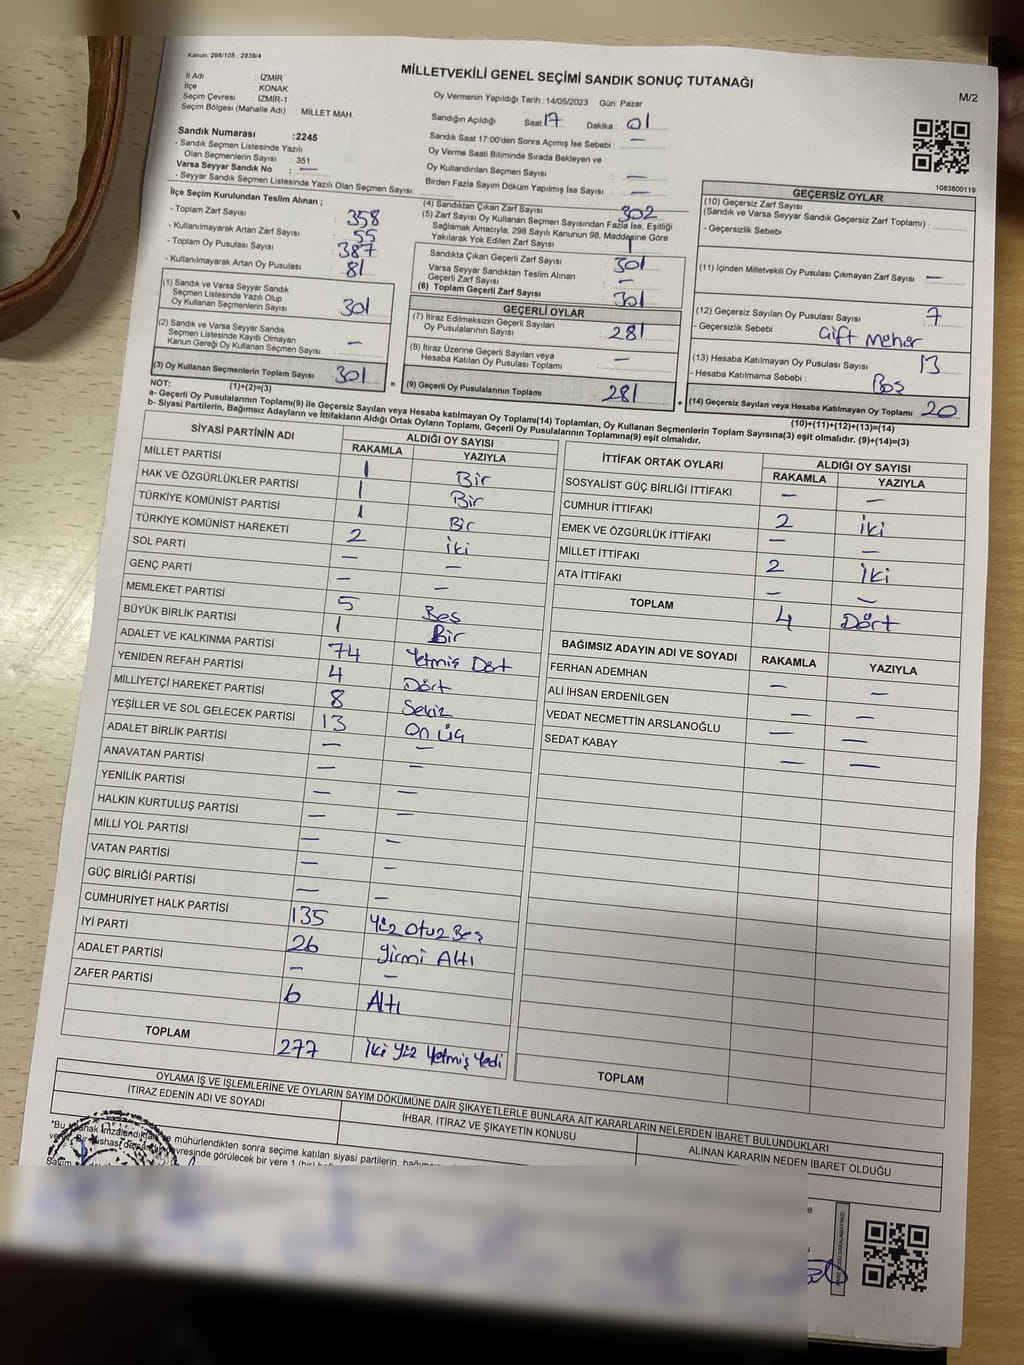 Kanun: 298/105 , 2839/4
MİLLETVEKİLİ GENEL SEÇİMİ SANDIK SONUÇ TUTANAĞI
M/2
İl Adı : İZMİR
İlçe : KONAK
Seçim Çevresi : İZMİR-1
Seçim Bölgesi (Mahalle Adı) : MİLLET MAH.
Oy Vermenin Yapıldığı Tarih : 14/05/2023 Gün: Pazar
Sandığın Açıldığı Saat: 17 Dakika : 01
Sandık Saat 17:00'den Sonra Açımış İse Sebebi : —
Oy Verme Saati Bitiminde Sırada Bekleyen ve
Oy Kullandırılan Seçmen Sayısı : —
Birden Fazla Sayım Döküm Yapılmış İse Sayısı : —
1083800119
Sandık Numarası :2245
- Sandık Seçmen Listesinde Yazılı
Olan Seçmenlerin Sayısı : 351
Varsa Seyyar Sandık No : —
- Seyyar Sandık Seçmen Listesinde Yazılı Olan Seçmen Sayısı:
İlçe Seçim Kurulundan Teslim Alınan ;
- Toplam Zarf Sayısı : 358
- Kullanılmayarak Artan Zarf Sayısı : 55
- Toplam Oy Pusulası Sayısı : 387
- Kullanılmayarak Artan Oy Pusulası : 81
(1) Sandık ve Varsa Seyyar Sandık
Seçmen Listesinde Yazılı Olup
Oy Kullanan Seçmenlerin Sayısı : 301
(2) Sandık ve Varsa Seyyar Sandık
Seçmen Listesinde Kayıtlı Olmayan
Kanun Gereği Oy Kullanan Seçmen Sayısı : —
(3) Oy Kullanan Seçmenlerin Toplam Sayısı : 301
(1)+(2)=(3)
=
(4) Sandıktan Çıkan Zarf Sayısı : 302
(5) Zarf Sayısı Oy Kullanan Seçmen Sayısından Fazla İse, Eşitliği
Sağlamak Amacıyla, 298 Sayılı Kanunun 98. Maddesine Göre
Yakılarak Yok Edilen Zarf Sayısı : 1
Sandıkta Çıkan Geçerli Zarf Sayısı : 301
Varsa Seyyar Sandıktan Teslim Alınan
Geçerli Zarf Sayısı : —
(6) Toplam Geçerli Zarf Sayısı : 301
GEÇERLİ OYLAR
(7) İtiraz Edilmeksizin Geçerli Sayılan
Oy Pusulalarının Sayısı : 281
(8) İtiraz Üzerine Geçerli Sayılan veya
Hesaba Katılan Oy Pusulası Toplamı : —
(9) Geçerli Oy Pusulalarının Toplamı : 281
+
GEÇERSİZ OYLAR
(10) Geçersiz Zarf Sayısı
(Sandık ve Varsa Seyyar Sandık Geçersiz Zarf Toplamı) :
- Geçersizlik Sebebi :
(11) İçinden Milletvekili Oy Pusulası Çıkmayan Zarf Sayısı : —
(12) Geçersiz Sayılan Oy Pusulası Sayısı : 7
- Geçersizlik Sebebi : Çift Meher
(13) Hesaba Katılmayan Oy Pusulası Sayısı : 13
- Hesaba Katılmama Sebebi : Boş
(14) Geçersiz Sayılan veya Hesaba Katılmayan Oy Toplamı : 20
(10)+(11)+(12)+(13)=(14)
NOT:
a- Geçerli Oy Pusulalarının Toplamı(9) ile Geçersiz Sayılan veya Hesaba katılmayan Oy Toplamı(14) Toplamları, Oy Kullanan Seçmenlerin Toplam Sayısına(3) eşit olmalıdır. (9)+(14)=(3)
b- Siyasi Partilerin, Bağımsız Adayların ve İttifakların Aldığı Ortak Oyların Toplamı, Geçerli Oy Pusulalarının Toplamına(9) eşit olmalıdır.
SİYASİ PARTİNİN ADI ALDIĞI OY SAYISI
RAKAMLA YAZIYLA
MİLLET PARTİSİ 1 Bir
HAK VE ÖZGÜRLÜKLER PARTİSİ 1 Bir
TÜRKİYE KOMÜNİST PARTİSİ 1 Bir
TÜRKİYE KOMÜNİST HAREKETİ 2 iki
SOL PARTİ — —
GENÇ PARTİ — —
MEMLEKET PARTİSİ 5 Beş
BÜYÜK BİRLİK PARTİSİ 1 Bir
ADALET VE KALKINMA PARTİSİ 74 Yetmiş Dört
YENİDEN REFAH PARTİSİ 4 Dört
MİLLİYETÇİ HAREKET PARTİSİ 8 Sekiz
YEŞİLLER VE SOL GELECEK PARTİSİ 13 On üç
ADALET BİRLİK PARTİSİ — —
ANAVATAN PARTİSİ — —
YENİLİK PARTİSİ — —
HALKIN KURTULUŞ PARTİSİ — —
MİLLİ YOL PARTİSİ — —
VATAN PARTİSİ — —
GÜÇ BİRLİĞİ PARTİSİ — —
CUMHURİYET HALK PARTİSİ 135 Yüz Otuz Beş
İYİ PARTİ 26 Yirmi Altı
ADALET PARTİSİ — —
ZAFER PARTİSİ 6 Altı
TOPLAM 277 İki Yüz Yetmiş Yedi
İTTİFAK ORTAK OYLARI ALDIĞI OY SAYISI
RAKAMLA YAZIYLA
SOSYALİST GÜÇ BİRLİĞİ İTTİFAKI — —
CUMHUR İTTİFAKI 2 iki
EMEK VE ÖZGÜRLÜK İTTİFAKI — —
MİLLET İTTİFAKI 2 İki
ATA İTTİFAKI — —
TOPLAM 4 Dört
BAĞIMSIZ ADAYIN ADI VE SOYADI RAKAMLA YAZIYLA
FERHAN ADEMHAN — —
ALİ İHSAN ERDENİLGEN — —
VEDAT NECMETTİN ARSLANOĞLU — —
SEDAT KABAY — —
TOPLAM
OYLAMA İŞ VE İŞLEMLERİNE VE OYLARIN SAYIM DÖKÜMÜNE DAİR ŞİKAYETLERLE BUNLARA AİT KARARLARIN NELERDEN İBARET BULUNDUKLARI
İTİRAZ EDENİN ADI VE SOYADI
İHBAR, İTİRAZ VE ŞİKAYETİN KONUSU
ALINAN KARARIN NEDEN İBARET OLDUĞU
mühürlendikten sonra seçime katılan siyasi partilerin,
görülecek bir yere 1 (bir)